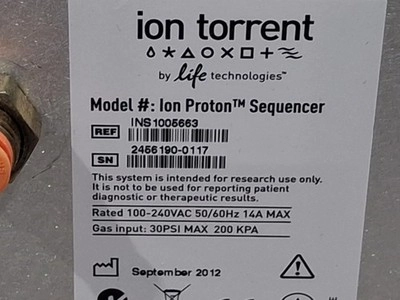 ion torrent
by life technologies™
Model #: Ion Proton™ Sequencer
REF INS1005663
SN 2456190-0117
This system is intended for research use only.
It is not to be used for reporting patient
diagnostic or therapeutic results.
Rated 100-240VAC 50/60Hz 14A MAX
Gas input: 30PSI MAX 200 KPA
September 2012